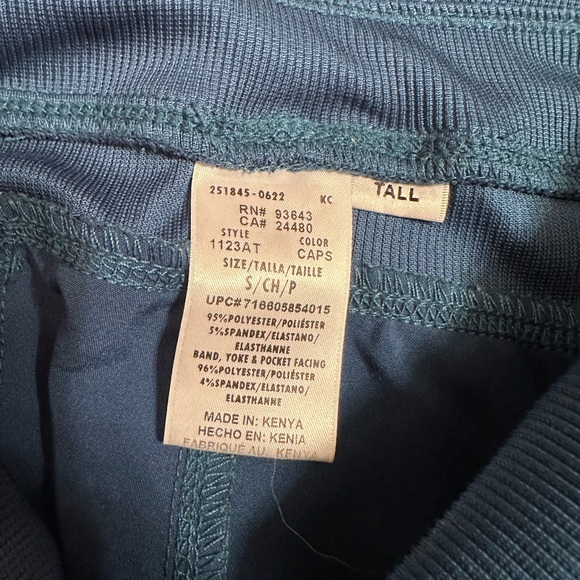 251845-0622 KC
TALL
RN# 93643
CA# 24480
STYLE COLOR
1123AT CAPS
SIZE/TALLA/TAILLE
S/CH/P
UPC#716605854015
95%POLYESTER/POLIÉSTER
5%SPANDEX/ELASTANO/
ELASTHANNE
BAND, YOKE & POCKET FACING
96%POLYESTER/POLIÉSTER
4%SPANDEX/ELASTANO/
ELASTHANNE
MADE IN: KENYA
HECHO EN: KENIA
FABRIQUÉ AU: KENYA